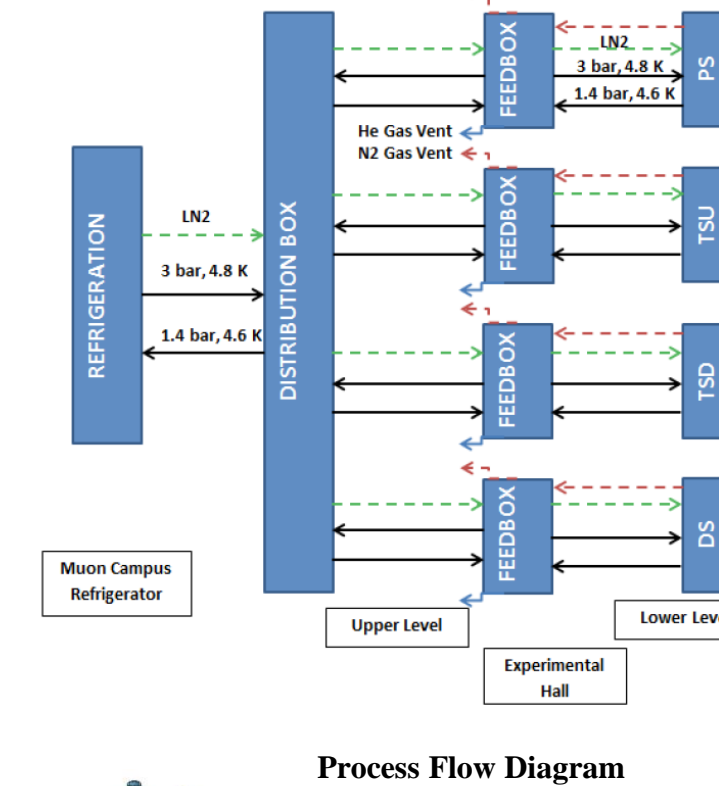 FEEDBOX
PS
LN2
3 bar, 4.8 K
1.4 bar, 4.6 K
He Gas Vent
N2 Gas Vent
REFRIGERATION
LN2
3 bar, 4.8 K
1.4 bar, 4.6 K
DISTRIBUTION BOX
FEEDBOX
TSU
FEEDBOX
TSD
FEEDBOX
DS
Muon Campus
Refrigerator
Upper Level
Lower Leve
Experimental
Hall
Process Flow Diagram